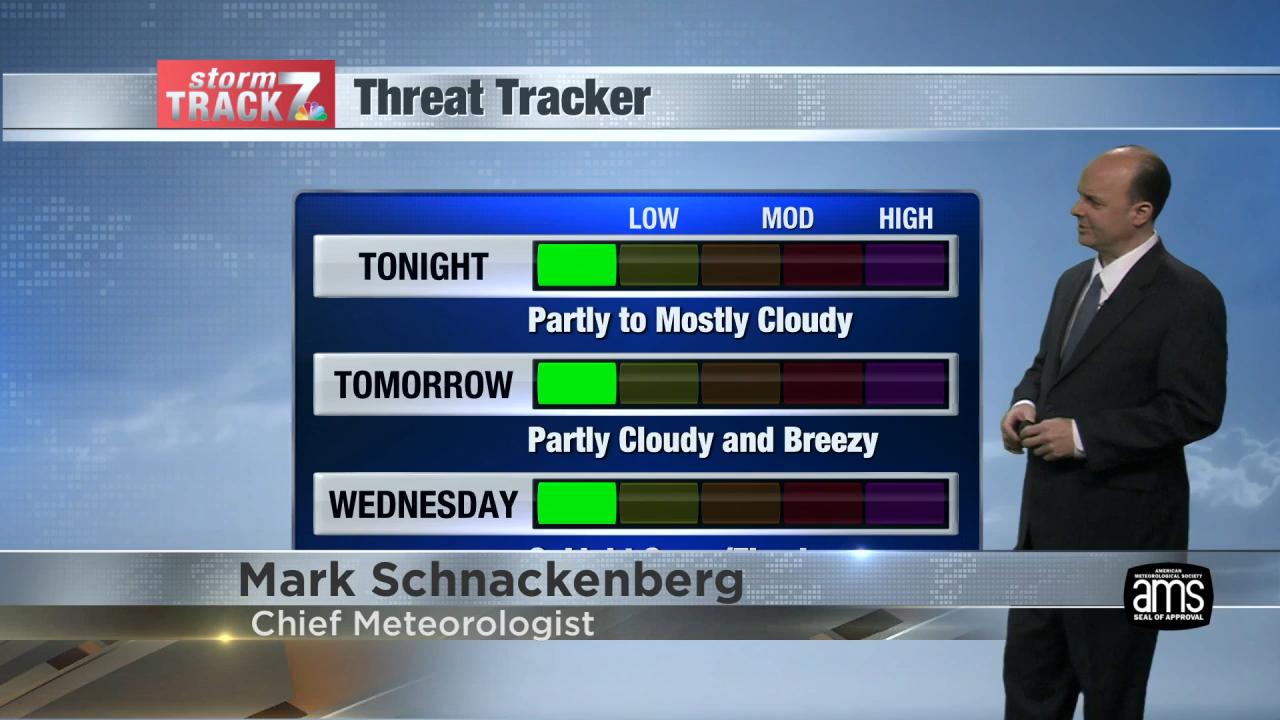 storm
TRACK 7
Threat Tracker
LOW MOD HIGH
TONIGHT
Partly to Mostly Cloudy
TOMORROW
Partly Cloudy and Breezy
WEDNESDAY
Mark Schnackenberg
Chief Meteorologist
AMERICAN
METEOROLOGICAL SOCIETY
ams
SEAL OF APPROVAL